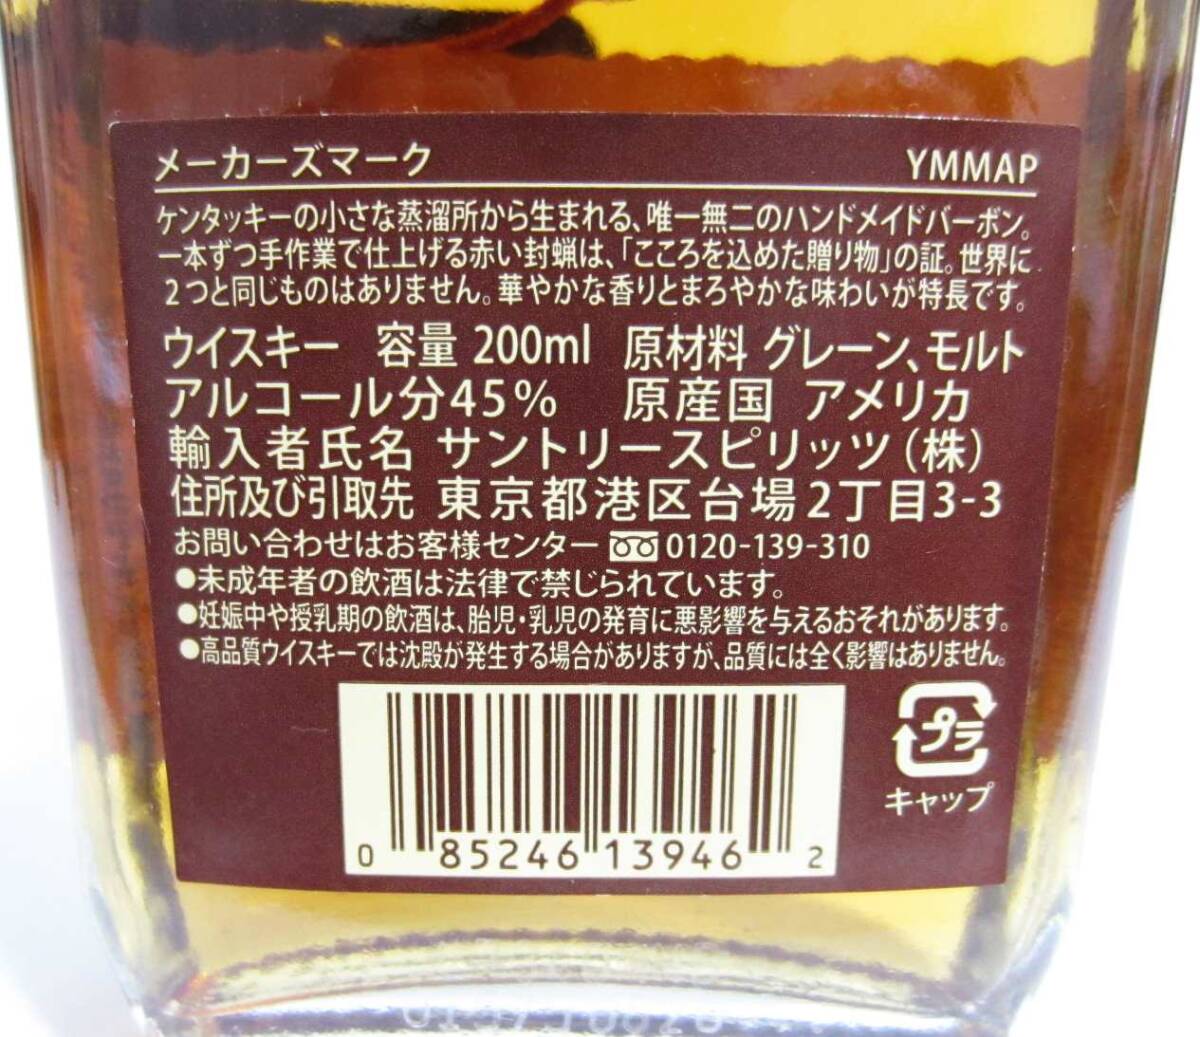 メーカーズマーク YMMAP
ケンタッキーの小さな蒸溜所から生まれる、唯一無二のハンドメイドバーボン。
一本ずつ手作業で仕上げる赤い封蝋は、「こころを込めた贈り物」の証。世界に
2つと同じものはありません。華やかな香りとまろやかな味わいが特長です。
ウイスキー 容量 200ml 原材料 グレーン、モルト
アルコール分45% 原産国 アメリカ
輸入者氏名 サントリースピリッツ(株)
住所及び引取先 東京都港区台場2丁目3-3
お問い合わせはお客様センター 0120-139-310
●未成年者の飲酒は法律で禁じられています。
●妊娠中や授乳期の飲酒は、胎児・乳児の発育に悪影響を与えるおそれがあります。
●高品質ウイスキーでは沈殿が発生する場合がありますが、品質には全く影響はありません。
プラ
キャップ
0 85246 13946 2